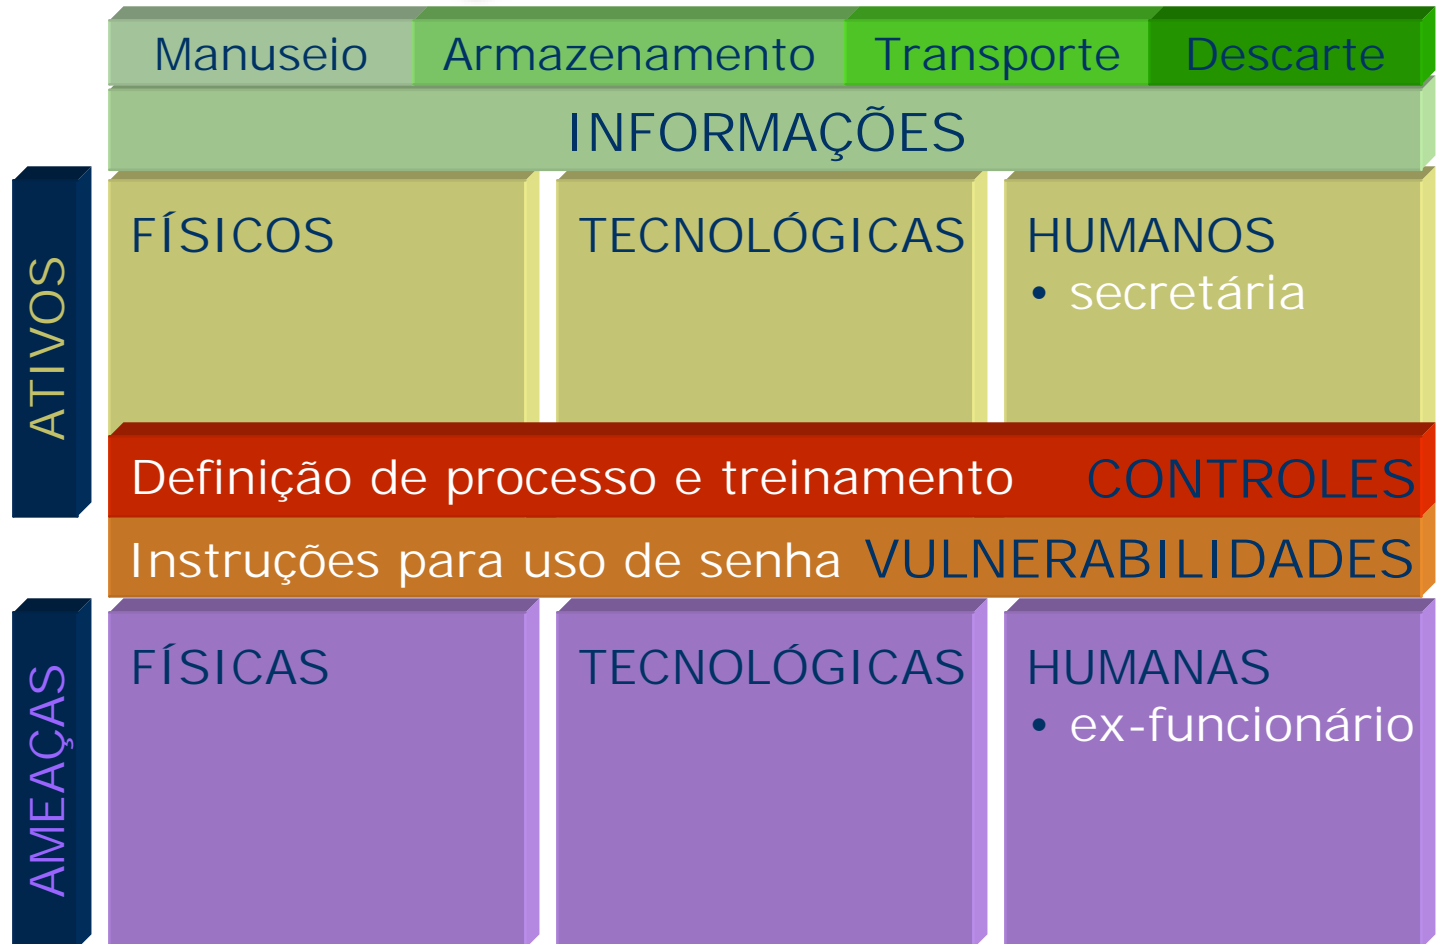 Manuseio Armazenamento Transporte Descarte
INFORMAÇÕES
ATIVOS
FÍSICOS
TECNOLÓGICAS
HUMANOS
• secretária
Definição de processo e treinamento CONTROLES
Instruções para uso de senha VULNERABILIDADES
AMEAÇAS
FÍSICAS
TECNOLÓGICAS
HUMANAS
• ex-funcionário